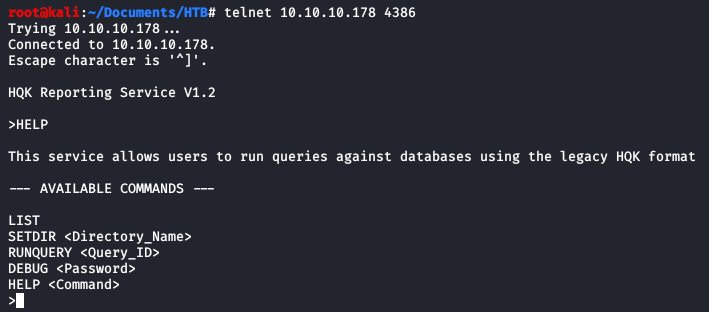 root@kali:~/Documents/HTB# telnet 10.10.10.178 4386
Trying 10.10.10.178...
Connected to 10.10.10.178.
Escape character is '^]'.
HQK Reporting Service V1.2
>HELP
This service allows users to run queries against databases using the legacy HQK format
--- AVAILABLE COMMANDS ---
LIST
SETDIR <Directory_Name>
RUNQUERY <Query_ID>
DEBUG <Password>
HELP <Command>
>